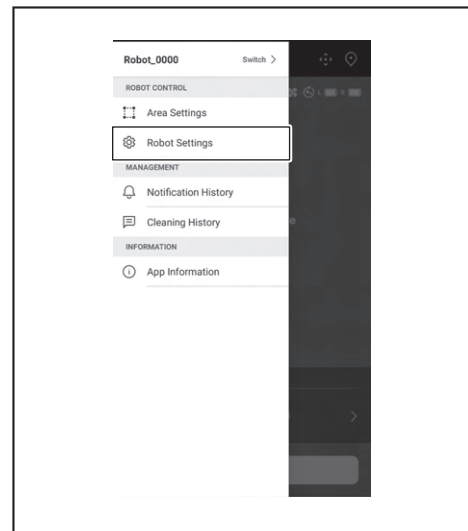 Robot_0000 Switch >
ROBOT CONTROL
Area Settings
Robot Settings
MANAGEMENT
Notification History
Cleaning History
INFORMATION
App Information